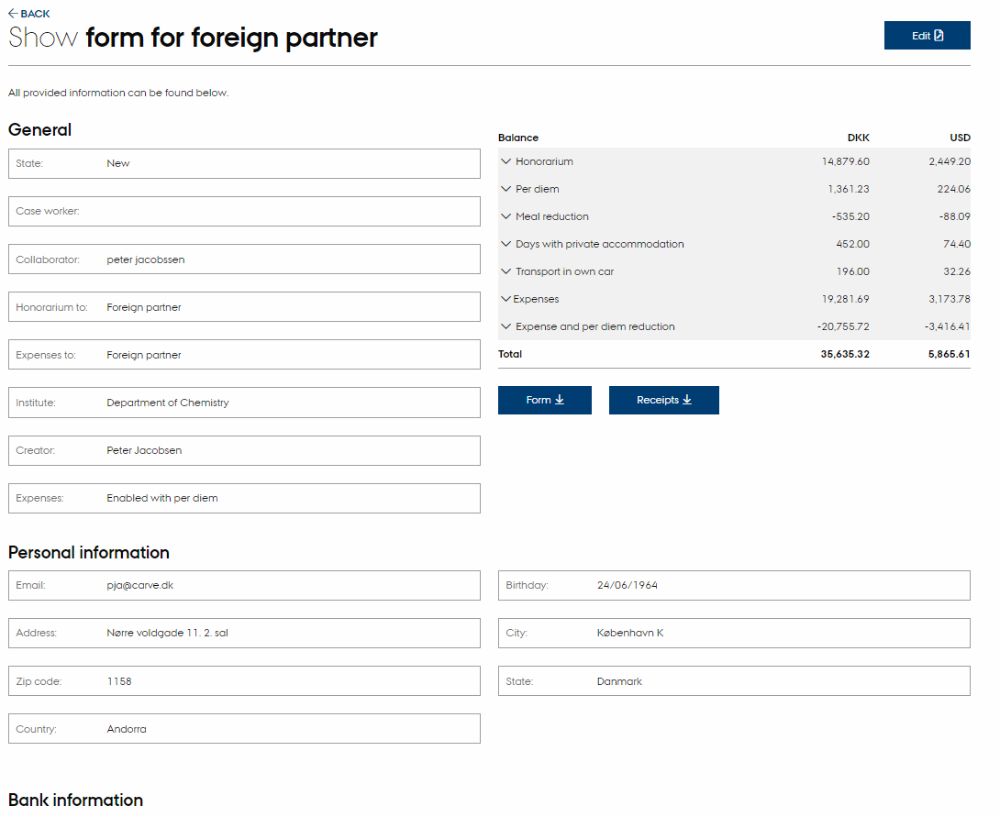 BACK
Show form for foreign partner
Edit
All provided information can be found below.
General
State: New
Case worker:
Collaborator: peter jacobssen
Honorarium to: Foreign partner
Expenses to: Foreign partner
Institute: Department of Chemistry
Creator: Peter Jacobsen
Expenses: Enabled with per diem
Balance DKK USD
Honorarium 14,879.60 2,449.20
Per diem 1,361.23 224.06
Meal reduction -535.20 -88.09
Days with private accommodation 452.00 74.40
Transport in own car 196.00 32.26
Expenses 19,281.69 3,173.78
Expense and per diem reduction -20,755.72 -3,416.41
Total 35,635.32 5,865.61
Form Receipts
Personal information
Email: pja@carve.dk Birthday: 24/06/1964
Address: Nørre voldgade 11. 2. sal City: København K
Zip code: 1158 State: Danmark
Country: Andorra
Bank information